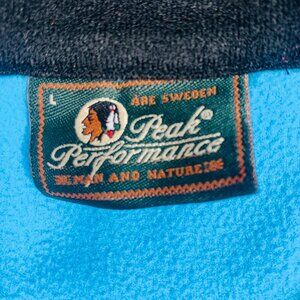 L
ÅRE SWEDEN
Peak®
Performance
MAN AND NATURE